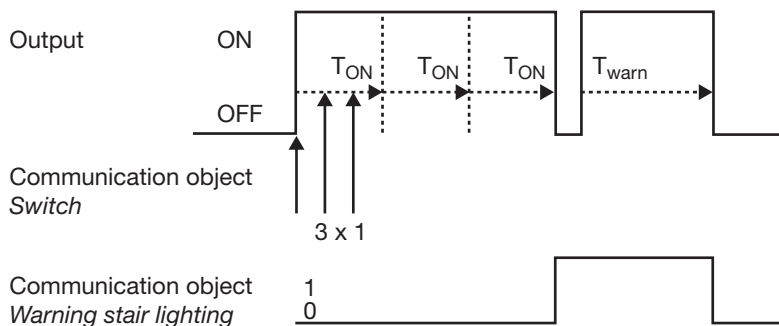 Output ON
T_ON T_ON T_ON T_warn
OFF
Communication object
Switch
3 x 1
Communication object 1
0
Warning stair lighting